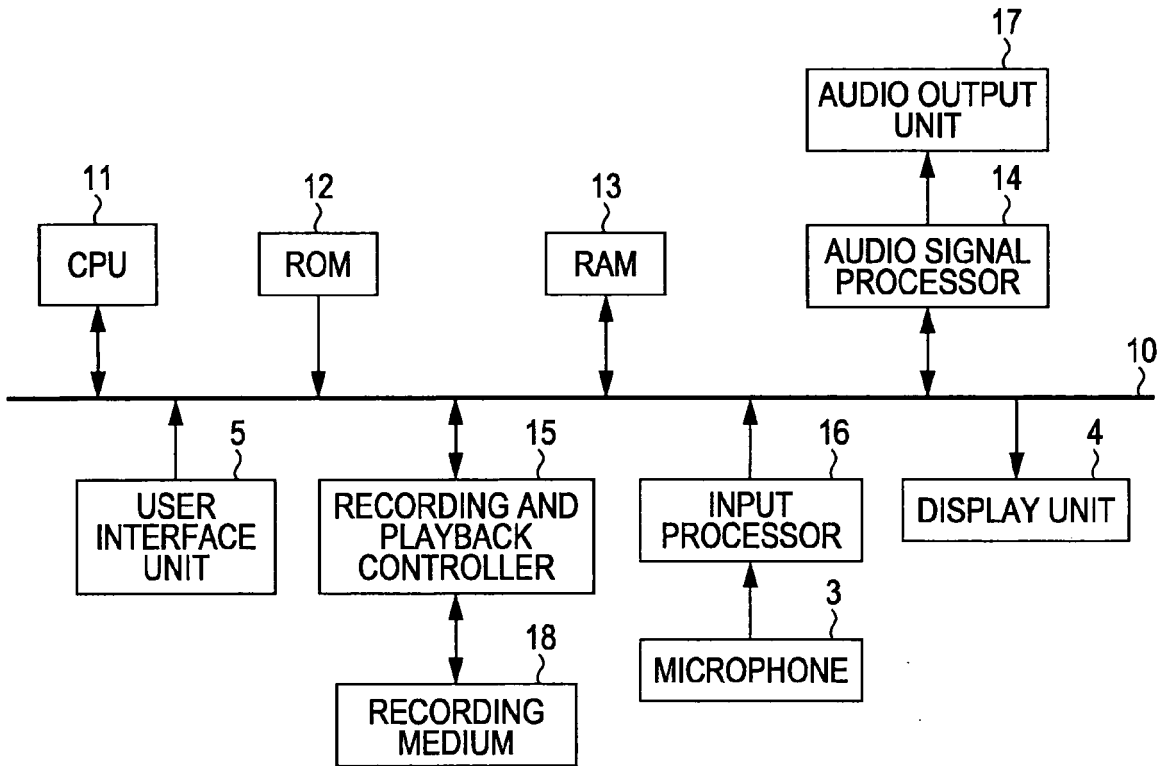 17
AUDIO OUTPUT
UNIT
11
CPU
12
ROM
13
RAM
14
AUDIO SIGNAL
PROCESSOR
10
5
USER
INTERFACE
UNIT
15
RECORDING AND
PLAYBACK
CONTROLLER
16
INPUT
PROCESSOR
4
DISPLAY UNIT
18
RECORDING
MEDIUM
3
MICROPHONE